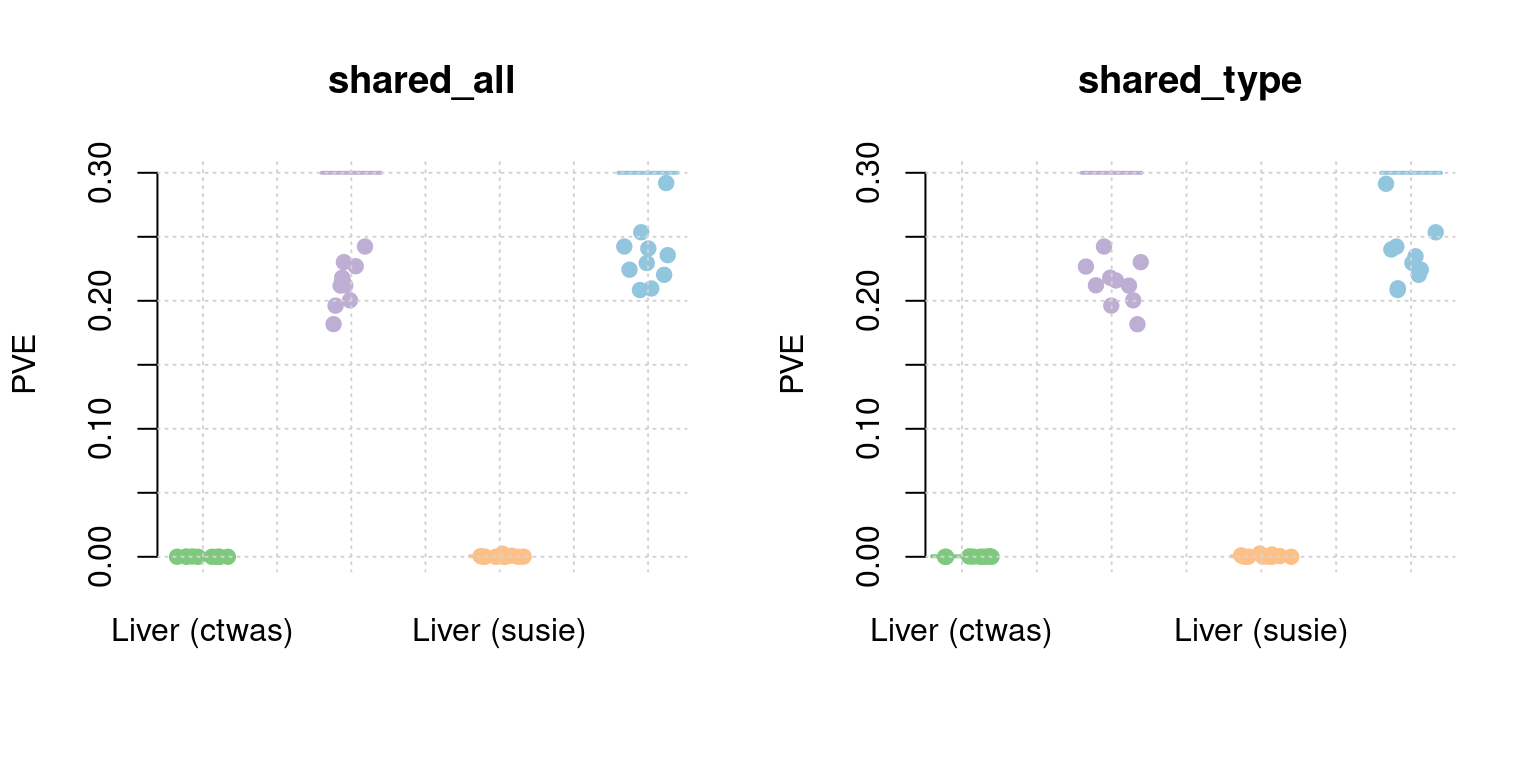 shared_all
PVE
0.30
0.20
0.10
0.00
Liver (ctwas)
Liver (susie)
shared_type
PVE
0.30
0.20
0.10
0.00
Liver (ctwas)
Liver (susie)